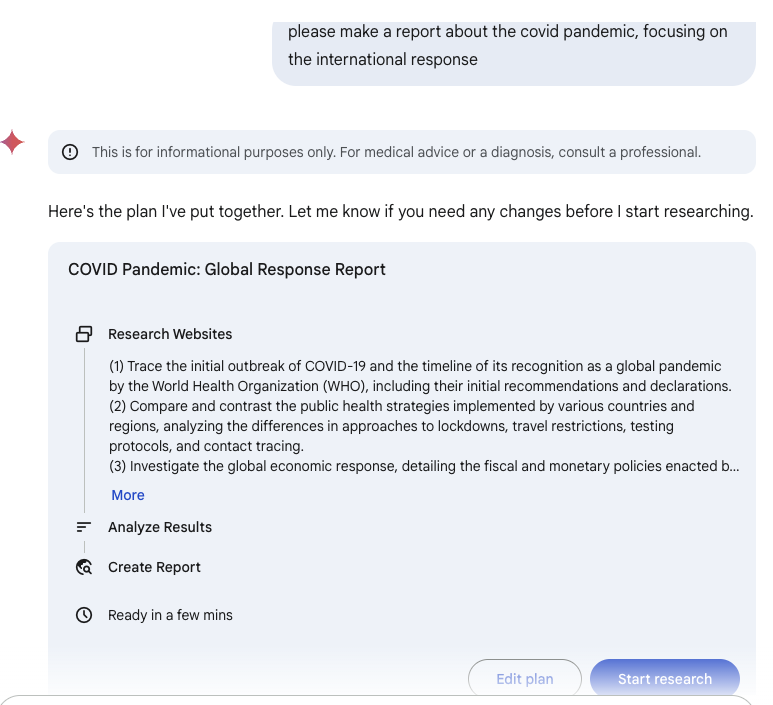 please make a report about the covid pandemic, focusing on
the international response
This is for informational purposes only. For medical advice or a diagnosis, consult a professional.
Here's the plan I've put together. Let me know if you need any changes before I start researching.
COVID Pandemic: Global Response Report
Research Websites
(1) Trace the initial outbreak of COVID-19 and the timeline of its recognition as a global pandemic
by the World Health Organization (WHO), including their initial recommendations and declarations.
(2) Compare and contrast the public health strategies implemented by various countries and
regions, analyzing the differences in approaches to lockdowns, travel restrictions, testing
protocols, and contact tracing.
(3) Investigate the global economic response, detailing the fiscal and monetary policies enacted b...
More
Analyze Results
Create Report
Ready in a few mins
Edit plan
Start research